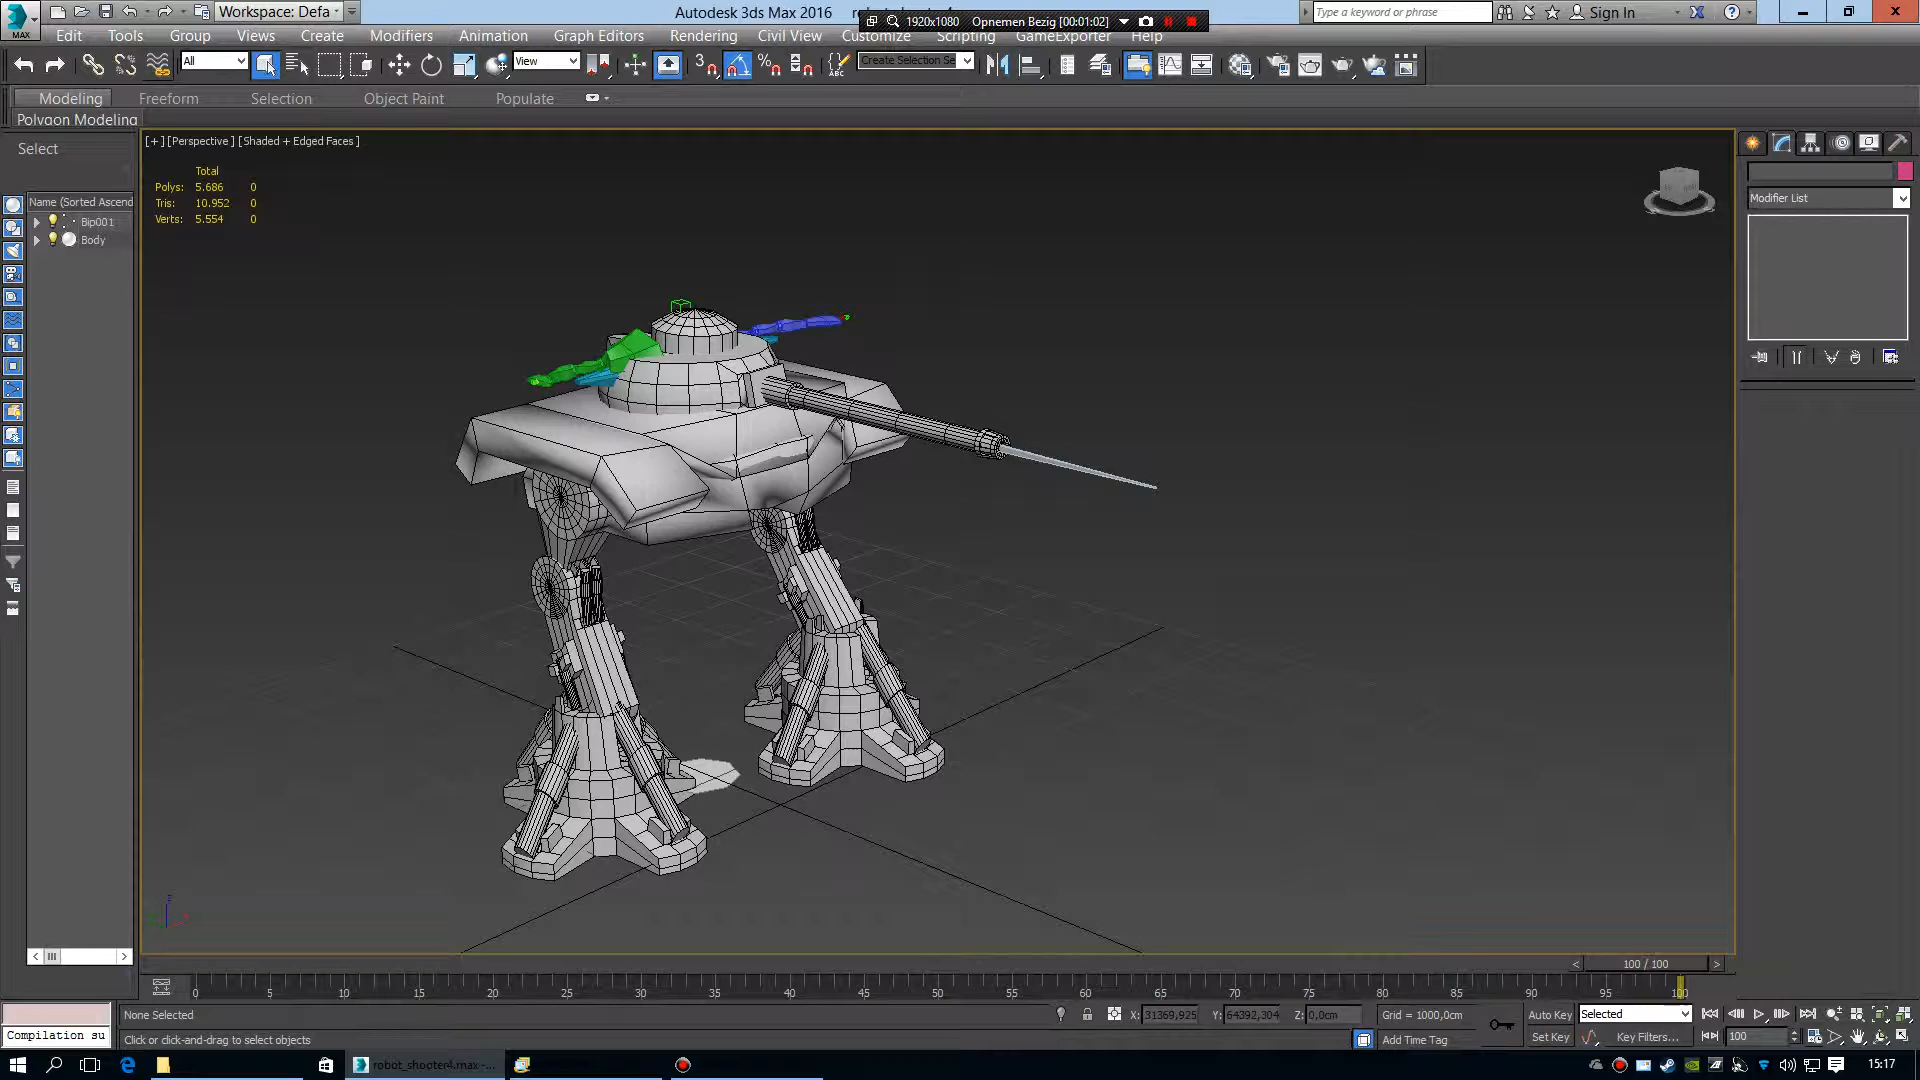 Workspace: Defa
Autodesk 3ds Max 2016
1920x1080 Opnemen Bezig [00:01:02]
Type a keyword or phrase
Sign In
MAX
Edit Tools Group Views Create Modifiers Animation Graph Editors Rendering Civil View Customize Scripting GameExporter Help
All
View
3
ABC
Create Selection Se
Modeling Freeform Selection Object Paint Populate
Polygon Modeling
Select
[+] [Perspective] [Shaded + Edged Faces]
Total
Polys: 5.686 0
Tris: 10.952 0
Verts: 5.554 0
Name (Sorted Ascend
Bip001
Body
Modifier List
100 / 100
0 5 10 15 20 25 30 35 40 45 50 55 60 65 70 75 80 85 90 95 100
None Selected
X: 31369,925 Y: 64392,304 Z: 0,0cm
Grid = 1000,0cm
Auto Key
Selected
Compilation su
Click or click-and-drag to select objects
Add Time Tag
Set Key
Key Filters...
100
robot_shooter4.max -...
15:17